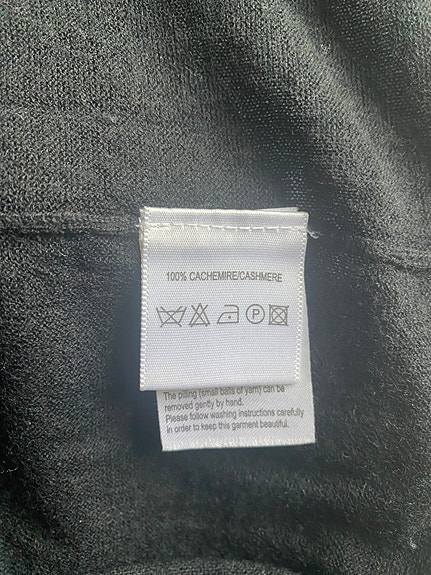 100% CACHEMIRE/CASHMERE
P
The pilling (small balls of yarn) can be
removed gently by hand.
Please follow washing instructions carefully
in order to keep this garment beautiful.